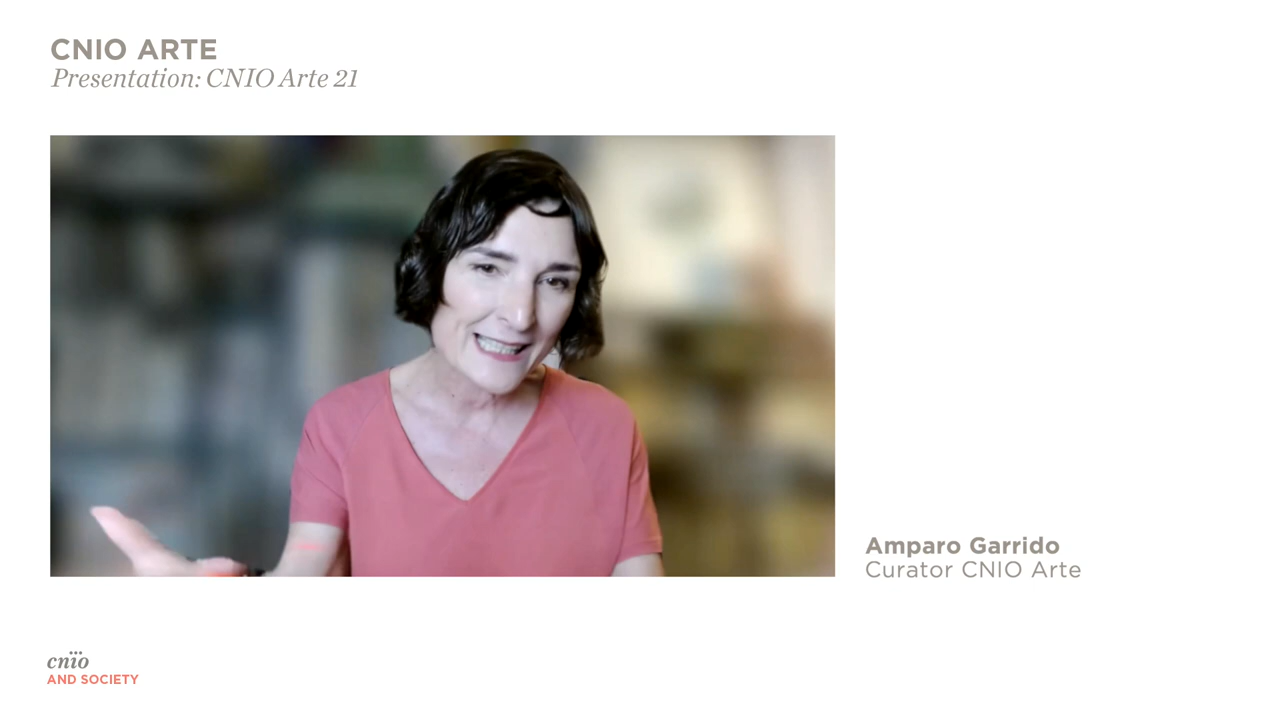 CNIO ARTE
Presentation: CNIO Arte 21
Amparo Garrido
Curator CNIO Arte
cnio
AND SOCIETY